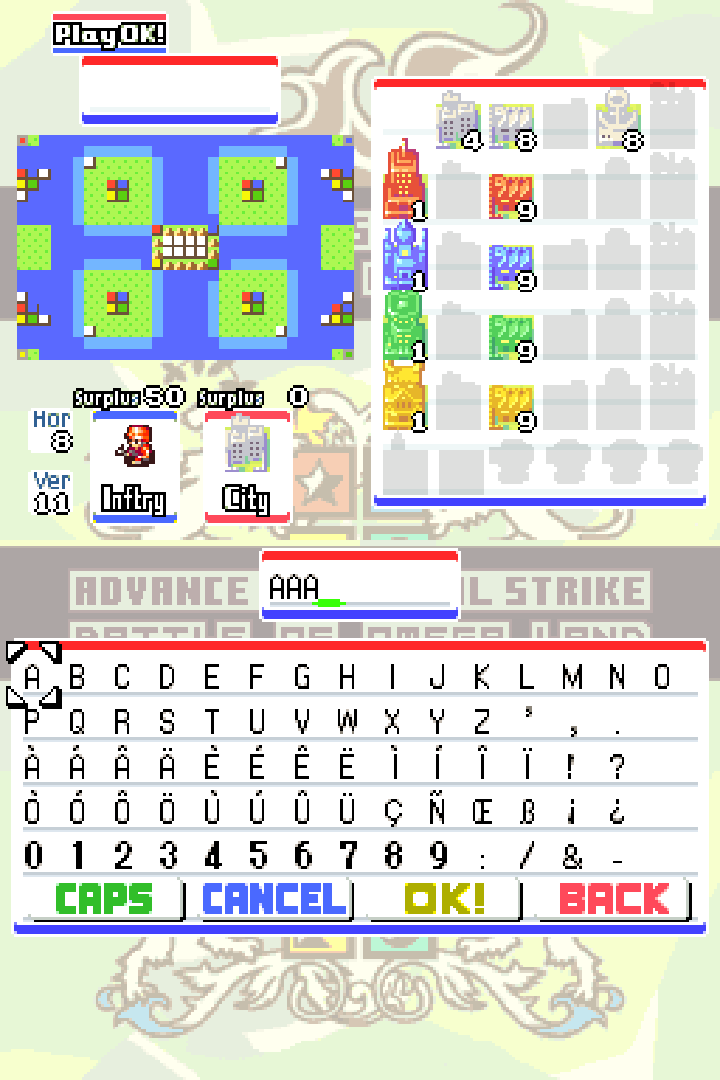 PlayOK!
4 8 8
1 9
1 9
1 9
1 9
Surplus 50 Surplus 0
Hor
8
Ver
11
Inftry City
ADVANCE L STRIKE
AAA
A B C D E F G H I J K L M N O
P Q R S T U V W X Y Z ' , .
À Á Â Ä È É Ê Ë Ì Í Î Ï ! ?
Ò Ó Ô Ö Ù Ú Û Ü Ç Ñ Œ ß ¡ ¿
0 1 2 3 4 5 6 7 8 9 : / & -
CAPS CANCEL OK! BACK